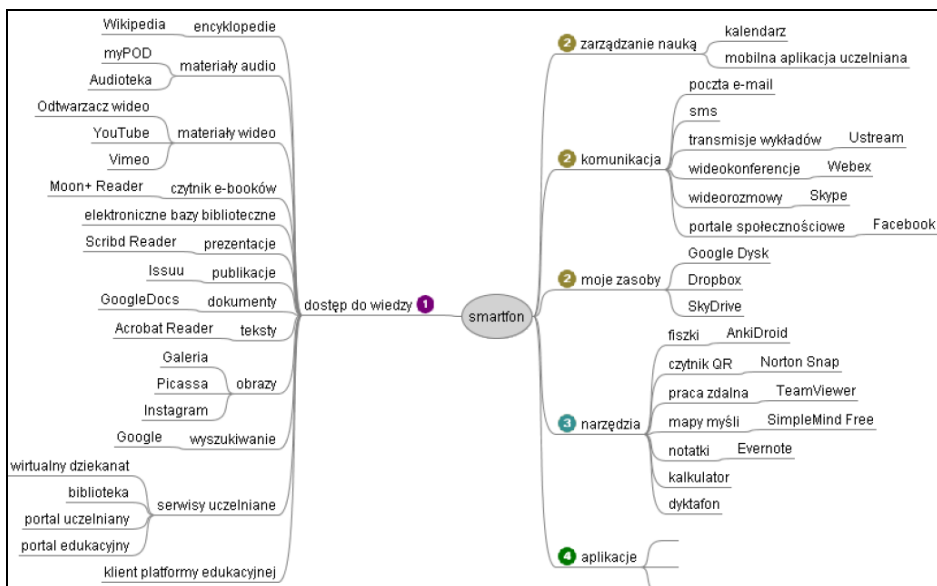 smartfon
1 dostęp do wiedzy
encyklopedie
Wikipedia
materiały audio
myPOD
Audioteka
materiały wideo
Odtwarzacz wideo
YouTube
Vimeo
czytnik e-booków
Moon+ Reader
elektroniczne bazy biblioteczne
prezentacje
Scribd Reader
publikacje
Issuu
dokumenty
GoogleDocs
teksty
Acrobat Reader
obrazy
Galeria
Picassa
Instagram
wyszukiwanie
Google
serwisy uczelniane
wirtualny dziekanat
biblioteka
portal uczelniany
portal edukacyjny
klient platformy edukacyjnej
2 zarządzanie nauką
kalendarz
mobilna aplikacja uczelniana
2 komunikacja
poczta e-mail
sms
transmisje wykładów
Ustream
wideokonferencje
Webex
wideorozmowy
Skype
portale społecznościowe
Facebook
2 moje zasoby
Google Dysk
Dropbox
SkyDrive
3 narzędzia
fiszki
AnkiDroid
czytnik QR
Norton Snap
praca zdalna
TeamViewer
mapy myśli
SimpleMind Free
notatki
Evernote
kalkulator
dyktafon
4 aplikacje